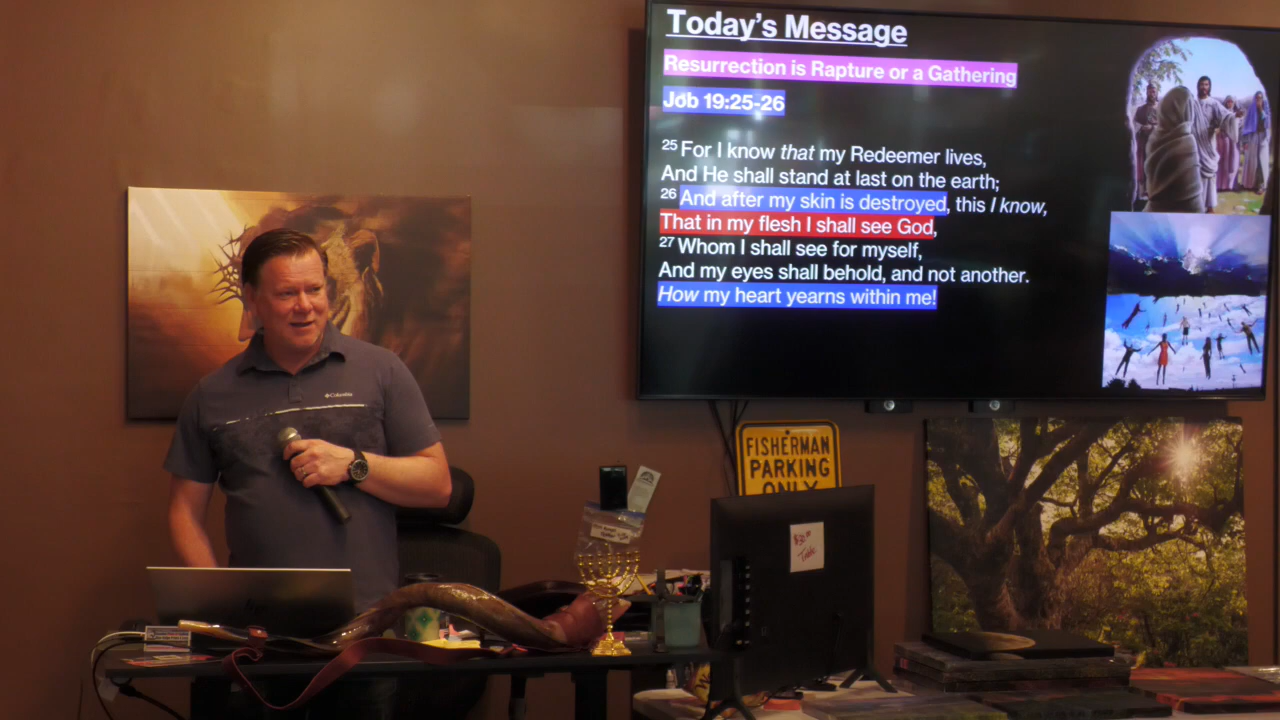 Today's Message
Resurrection is Rapture or a Gathering
Job 19:25-26
25 For I know that my Redeemer lives,
And He shall stand at last on the earth;
26 And after my skin is destroyed, this I know,
That in my flesh I shall see God,
27 Whom I shall see for myself,
And my eyes shall behold, and not another.
How my heart yearns within me!
Columbia
FISHERMAN
PARKING
ONLY